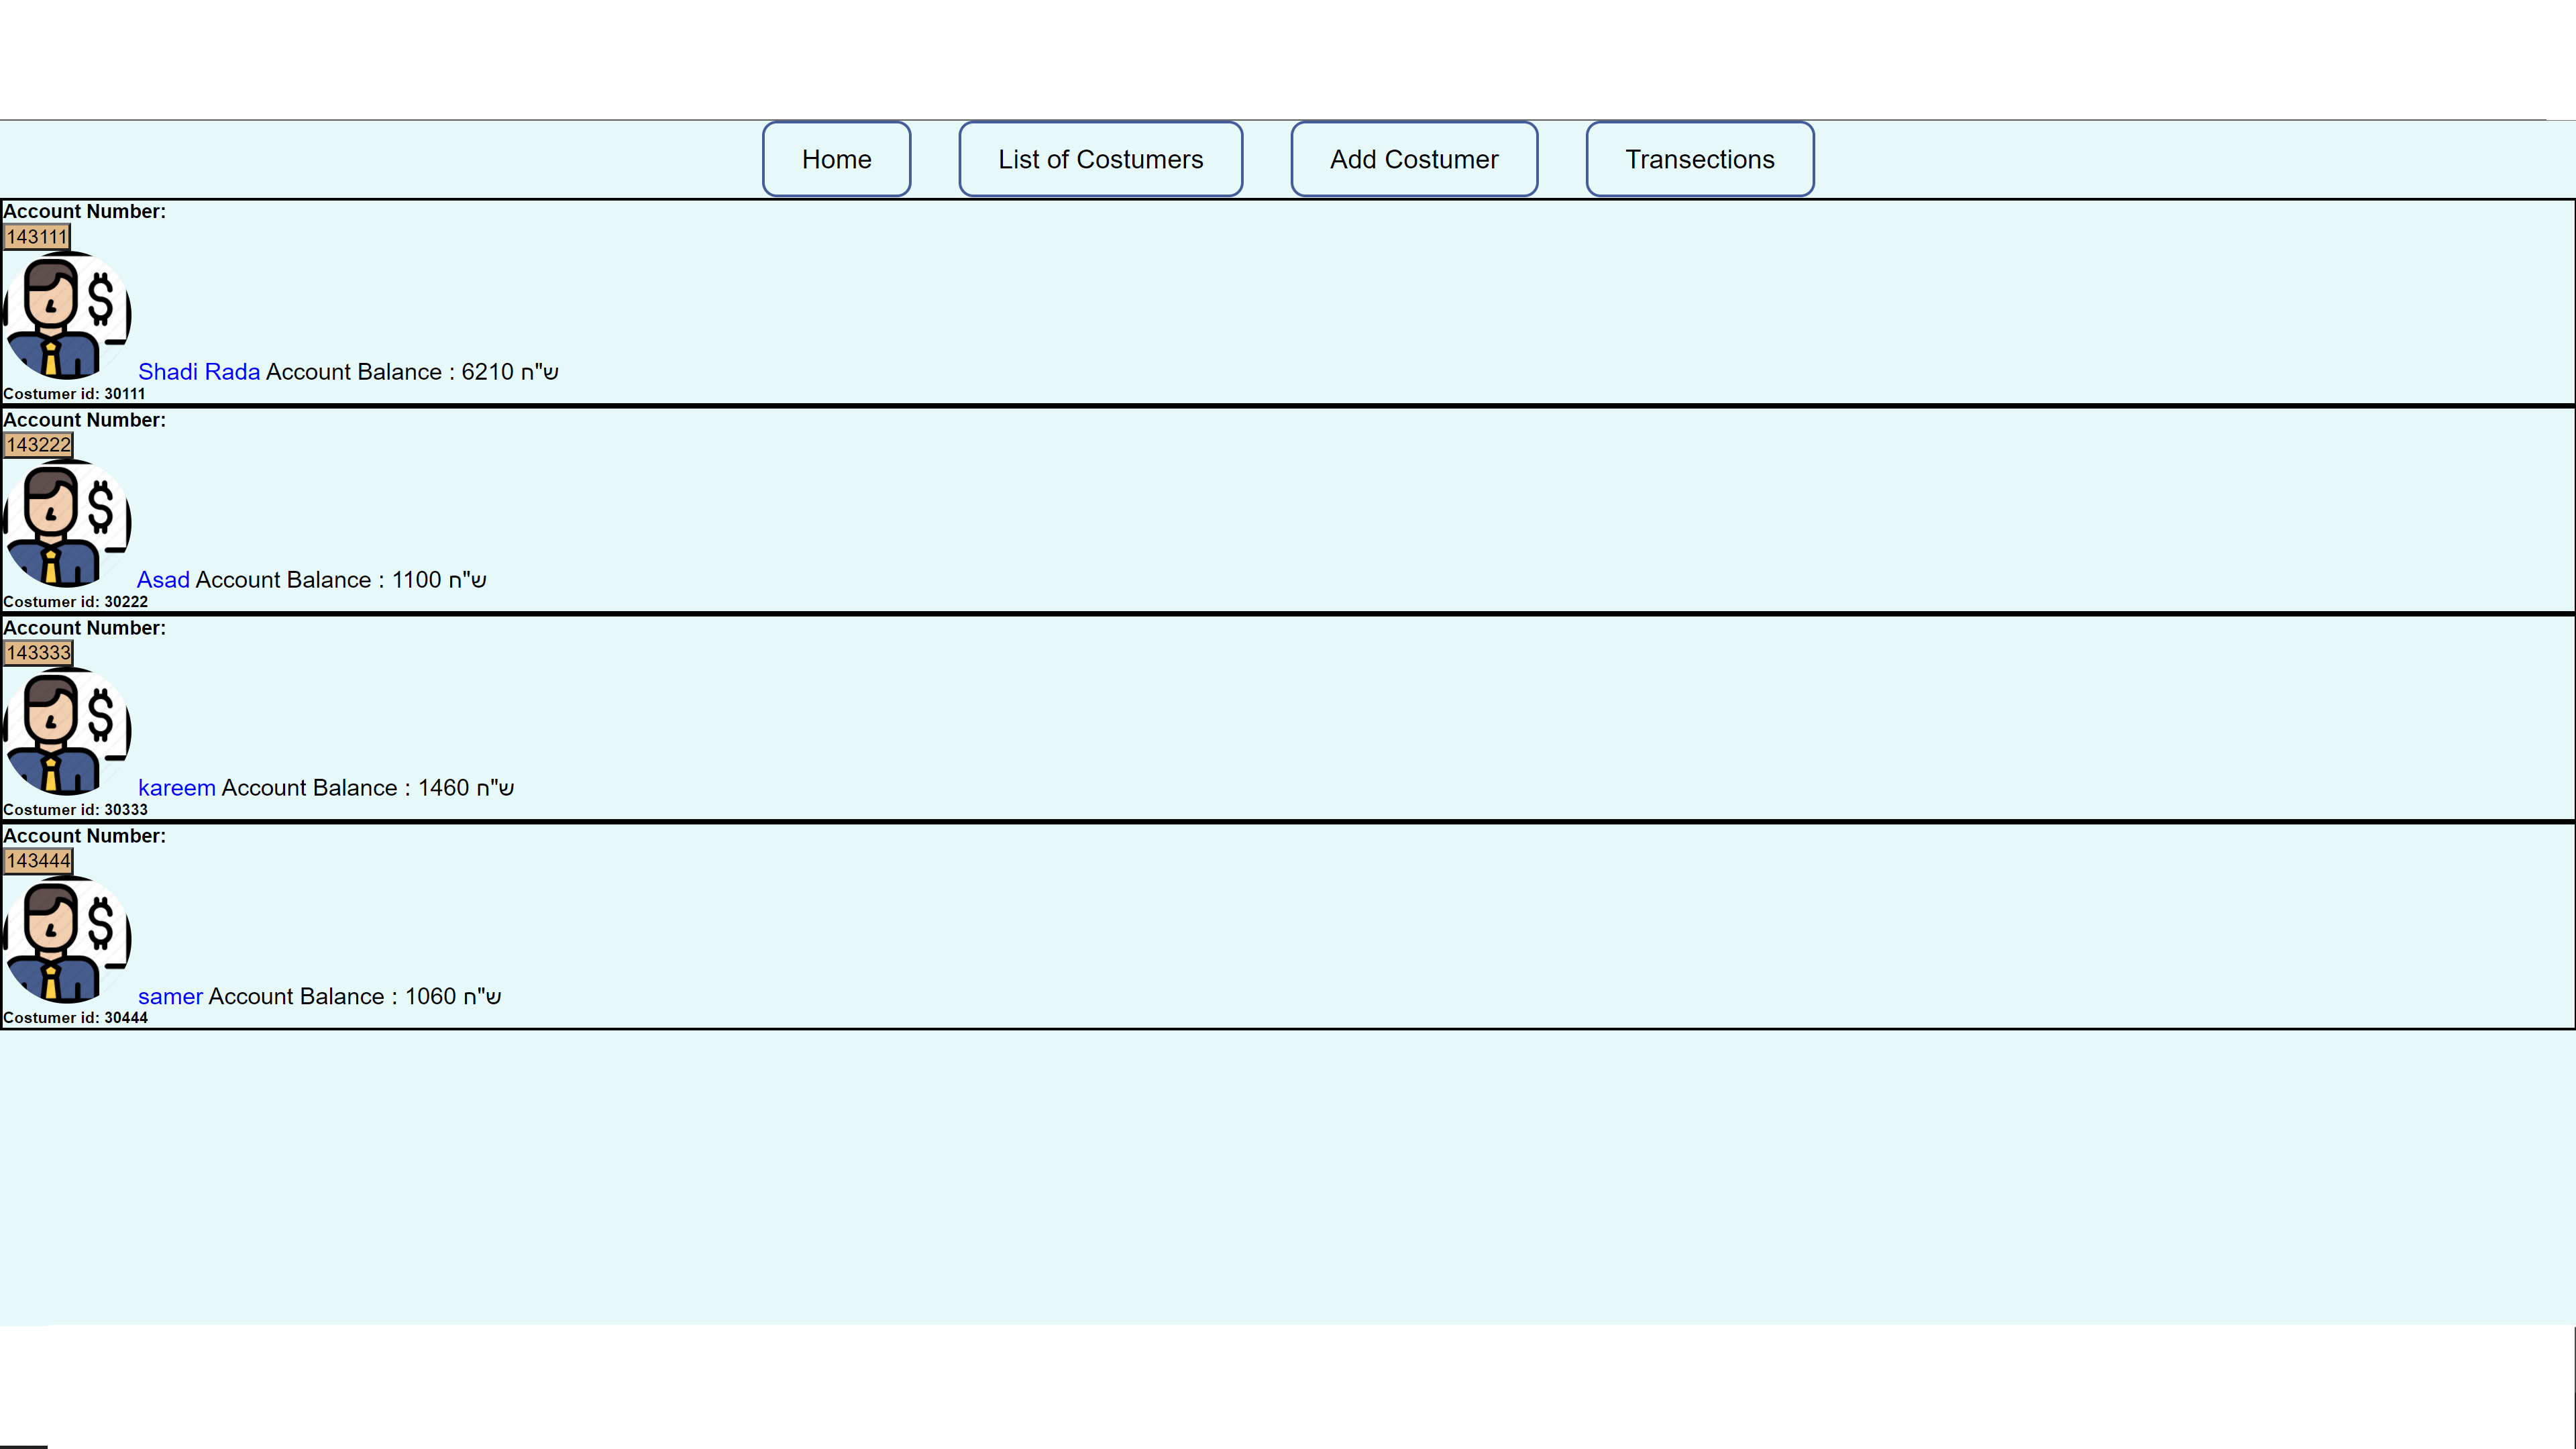 Home List of Costumers Add Costumer Transections
Account Number:
143111
Shadi Rada Account Balance : 6210 ש"ח
Costumer id: 30111
Account Number:
143222
Asad Account Balance : 1100 ש"ח
Costumer id: 30222
Account Number:
143333
kareem Account Balance : 1460 ש"ח
Costumer id: 30333
Account Number:
143444
samer Account Balance : 1060 ש"ח
Costumer id: 30444